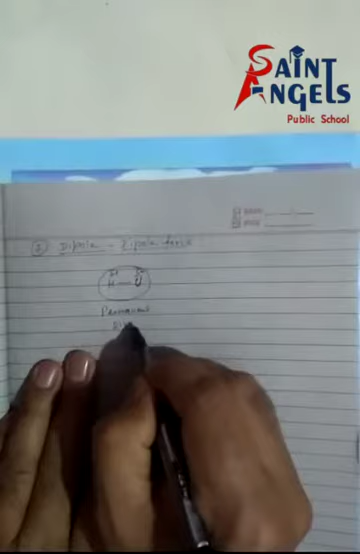 SAINT
ANGELS
Public School
② Dipole - Dipole force :
δ+ δ-
H — Cl
Permanent